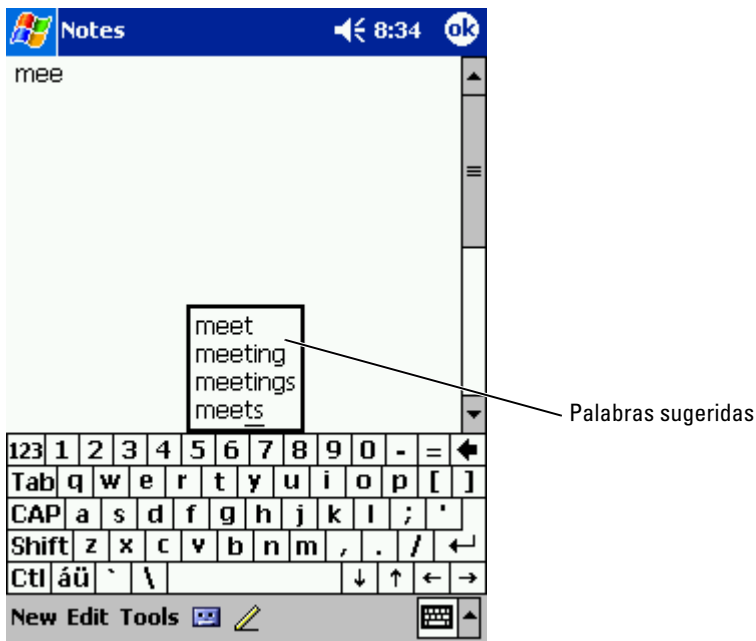 Notes 8:34 ok
mee
meet
meeting
meetings
meets
Palabras sugeridas
123 1 2 3 4 5 6 7 8 9 0 - =
Tab q w e r t y u i o p [ ]
CAP a s d f g h j k l ; '
Shift z x c v b n m , . /
Ctl áü ` \ ↓ ↑ ← →
New Edit Tools